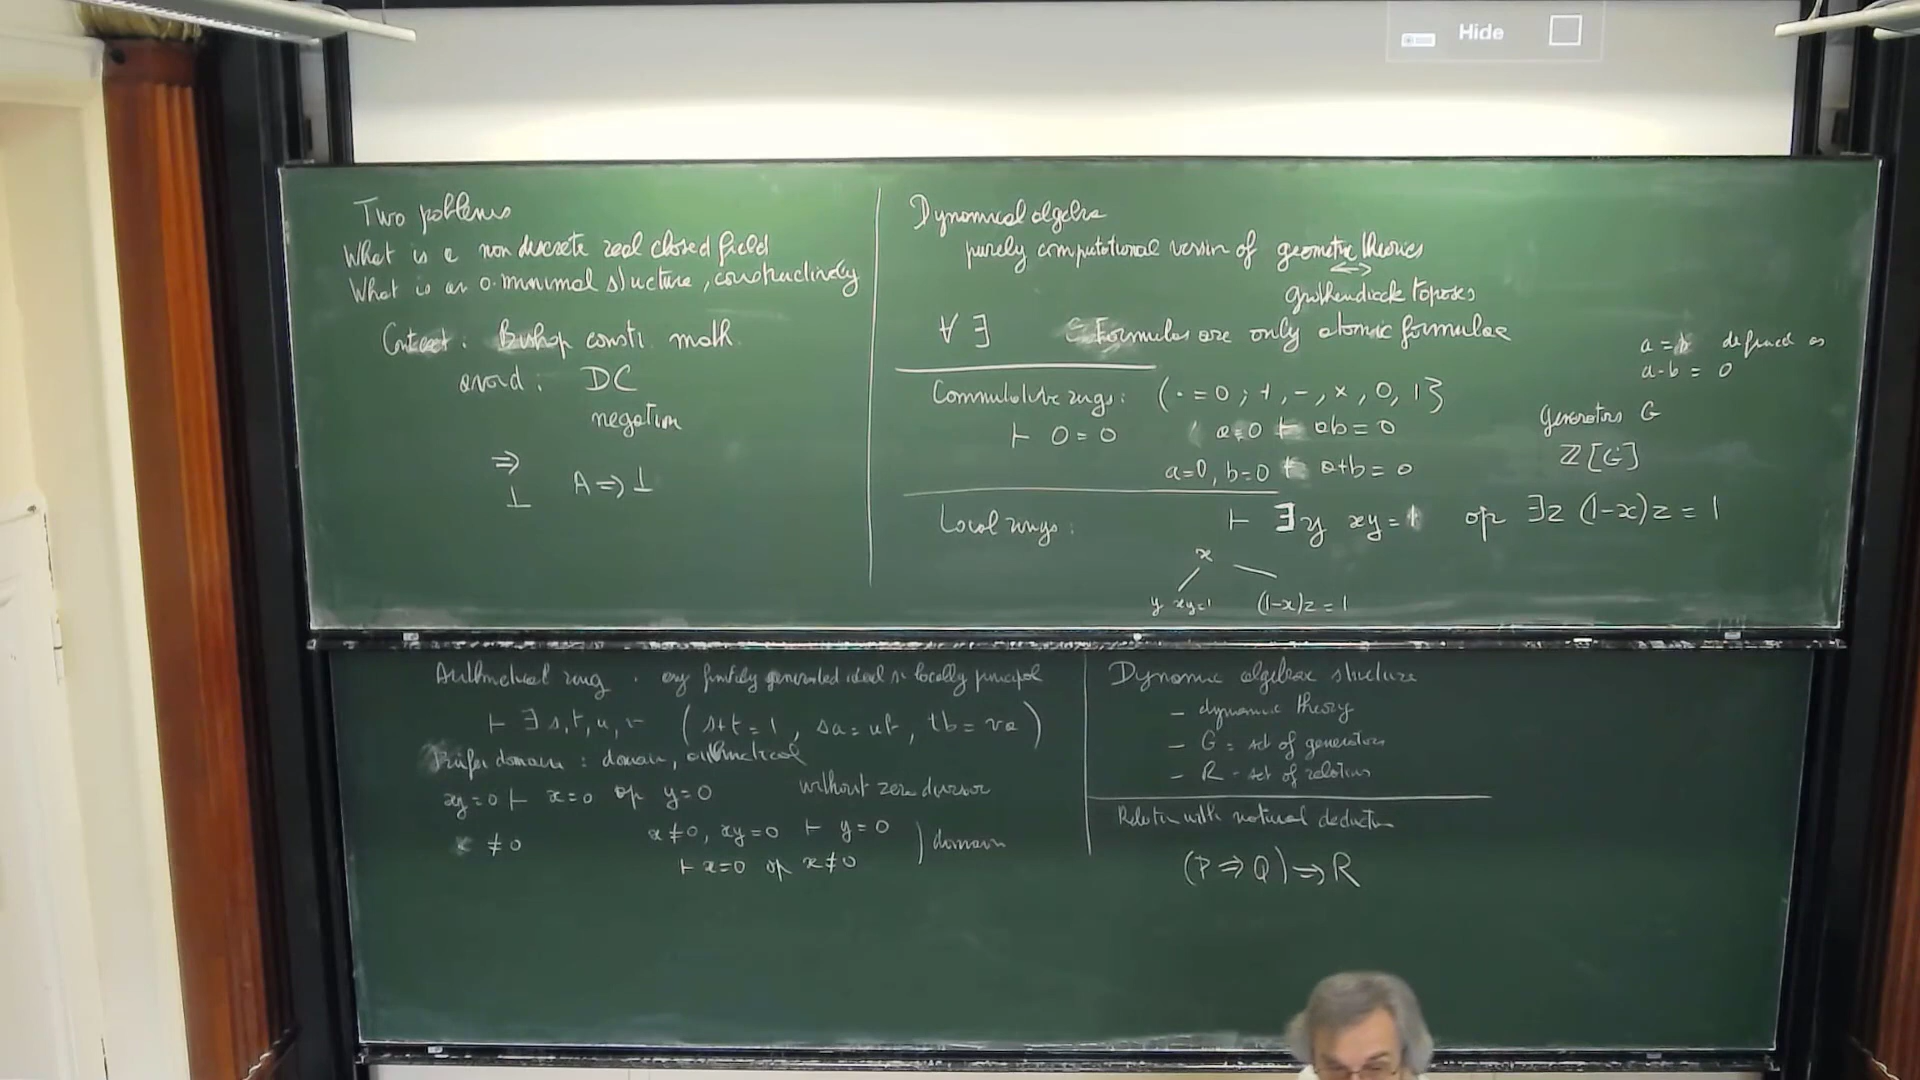 Hide
Two problems
What is a non discrete real closed field
What is an o.minimal structure, constructively
Context: Bishop consti. math.
avoid: DC
negation
⇒
⊥ A ⇒ ⊥
Dynamical algebra
purely computational version of geometric theories
↔
Grothendieck toposes
∀ ∃ Formulas are only atomic formulae
a = b defined as
a-b = 0
Commutative rings: (· = 0 ; +, -, ×, 0, 1)
⊢ 0 = 0 a=0 ⊢ ab = 0
a=0, b=0 ⊢ a+b = 0
Generators G
ℤ[G]
Local rings: ⊢ ∃y xy = 1 op ∃z (1-x)z = 1
x
y xy=1 (1-x)z = 1
Arithmetical ring : any finitely generated ideal is locally principal
⊢ ∃ s, t, u, v (s+t = 1, sa = ub, tb = va)
Prüfer domain : domain, arithmetical
xy = 0 ⊢ x = 0 op y = 0 without zero divisor
x ≠ 0 x ≠ 0, xy = 0 ⊢ y = 0
⊢ x=0 op x ≠ 0 ) domain
Dynamic algebraic structure
- dynamic theory
- G = set of generators
- R - set of relations
Relation with natural deduction
(P ⇒ Q) ⇒ R